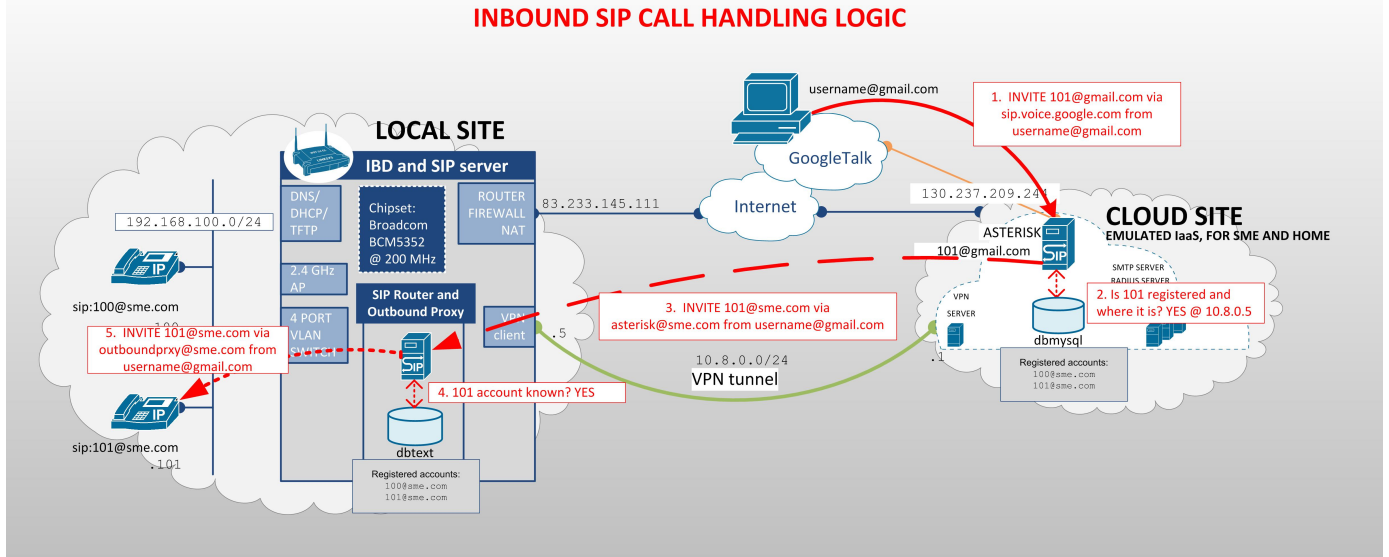 INBOUND SIP CALL HANDLING LOGIC
username@gmail.com
1. INVITE 101@gmail.com via
sip.voice.google.com from
username@gmail.com
GoogleTalk
Internet
83.233.145.111
130.237.209.244
LOCAL SITE
IBD and SIP server
DNS/
DHCP/
TFTP
Chipset:
Broadcom
BCM5352
@ 200 MHz
ROUTER
FIREWALL
NAT
192.168.100.0/24
IP
sip:100@sme.com
2.4 GHz
AP
4 PORT
VLAN
SWITCH
SIP Router and
Outbound Proxy
VPN
client
.5
5. INVITE 101@sme.com via
outboundprxy@sme.com from
username@gmail.com
IP
sip:101@sme.com
.101
SIP
4. 101 account known? YES
dbtext
Registered accounts:
100@sme.com
101@sme.com
3. INVITE 101@sme.com via
asterisk@sme.com from username@gmail.com
10.8.0.0/24
VPN tunnel
.1
CLOUD SITE
EMULATED IaaS, FOR SME AND HOME
ASTERISK
101@gmail.com
SIP
SMTP SERVER
RADIUS SERVER
VPN
SERVER
2. Is 101 registered and
where it is? YES @ 10.8.0.5
dbmysql
Registered accounts:
100@sme.com
101@sme.com